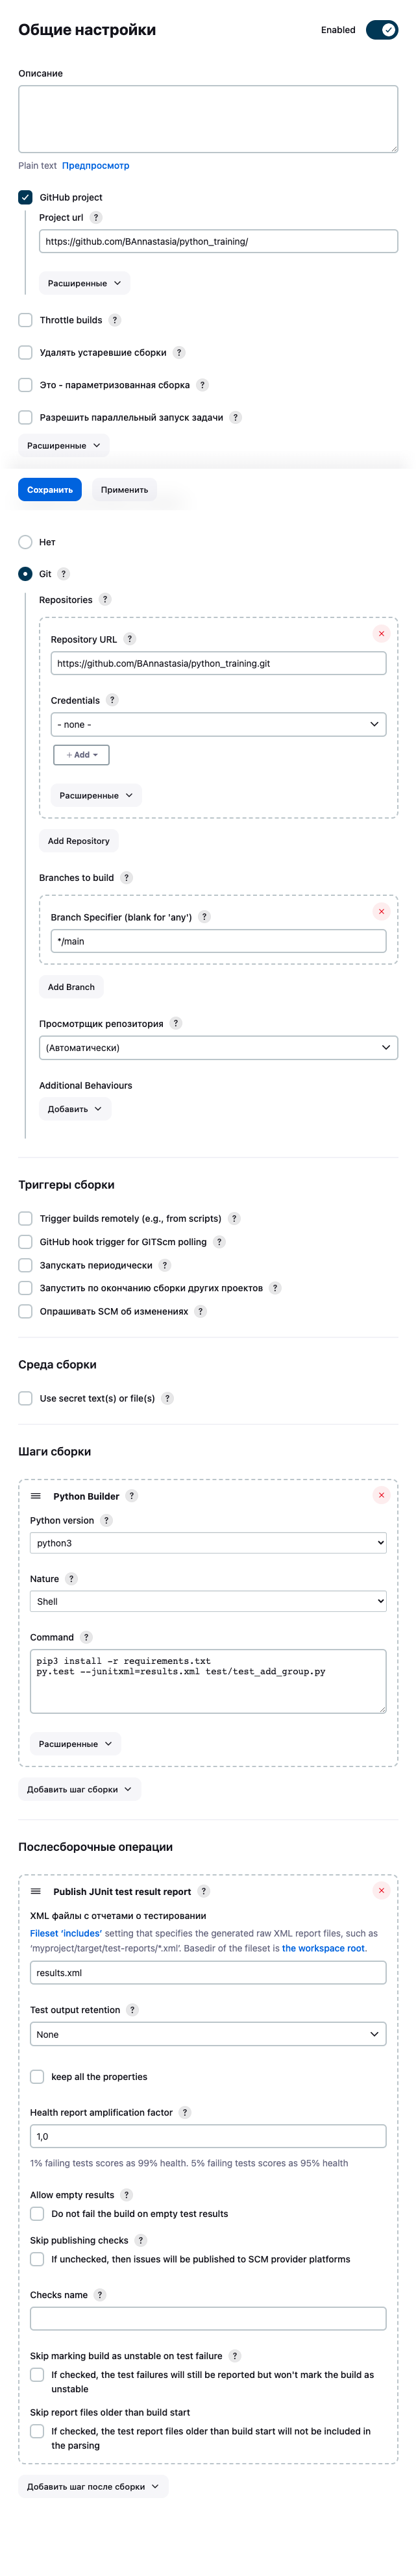 Общие настройки
Enabled
Описание
Plain text Предпросмотр
GitHub project
Project url ?
https://github.com/BAnnastasia/python_training/
Расширенные
Throttle builds ?
Удалять устаревшие сборки ?
Это - параметризованная сборка ?
Разрешить параллельный запуск задачи ?
Расширенные
Сохранить
Применить
Нет
Git ?
Repositories ?
Repository URL ?
https://github.com/BAnnastasia/python_training.git
Credentials ?
- none -
+ Add
Расширенные
Add Repository
Branches to build ?
Branch Specifier (blank for 'any') ?
*/main
Add Branch
Просмотрщик репозитория ?
(Автоматически)
Additional Behaviours
Добавить
Триггеры сборки
Trigger builds remotely (e.g., from scripts) ?
GitHub hook trigger for GITScm polling ?
Запускать периодически ?
Запустить по окончанию сборки других проектов ?
Опрашивать SCM об изменениях ?
Среда сборки
Use secret text(s) or file(s) ?
Шаги сборки
Python Builder ?
Python version ?
python3
Nature ?
Shell
Command ?
pip3 install -r requirements.txt
py.test --junitxml=results.xml test/test_add_group.py
Расширенные
Добавить шаг сборки
Послесборочные операции
Publish JUnit test result report ?
XML файлы с отчетами о тестировании
Fileset ‘includes’ setting that specifies the generated raw XML report files, such as
‘myproject/target/test-reports/*.xml’. Basedir of the fileset is the workspace root.
results.xml
Test output retention ?
None
keep all the properties
Health report amplification factor ?
1,0
1% failing tests scores as 99% health. 5% failing tests scores as 95% health
Allow empty results ?
Do not fail the build on empty test results
Skip publishing checks ?
If unchecked, then issues will be published to SCM provider platforms
Checks name ?
Skip marking build as unstable on test failure ?
If checked, the test failures will still be reported but won't mark the build as
unstable
Skip report files older than build start
If checked, the test report files older than build start will not be included in
the parsing
Добавить шаг после сборки